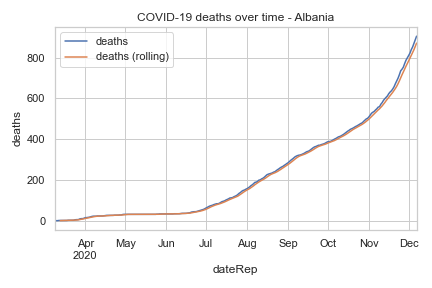 COVID-19 deaths over time - Albania
deaths
deaths (rolling)
deaths
800
600
400
200
0
Apr May Jun Jul Aug Sep Oct Nov Dec
2020
dateRep